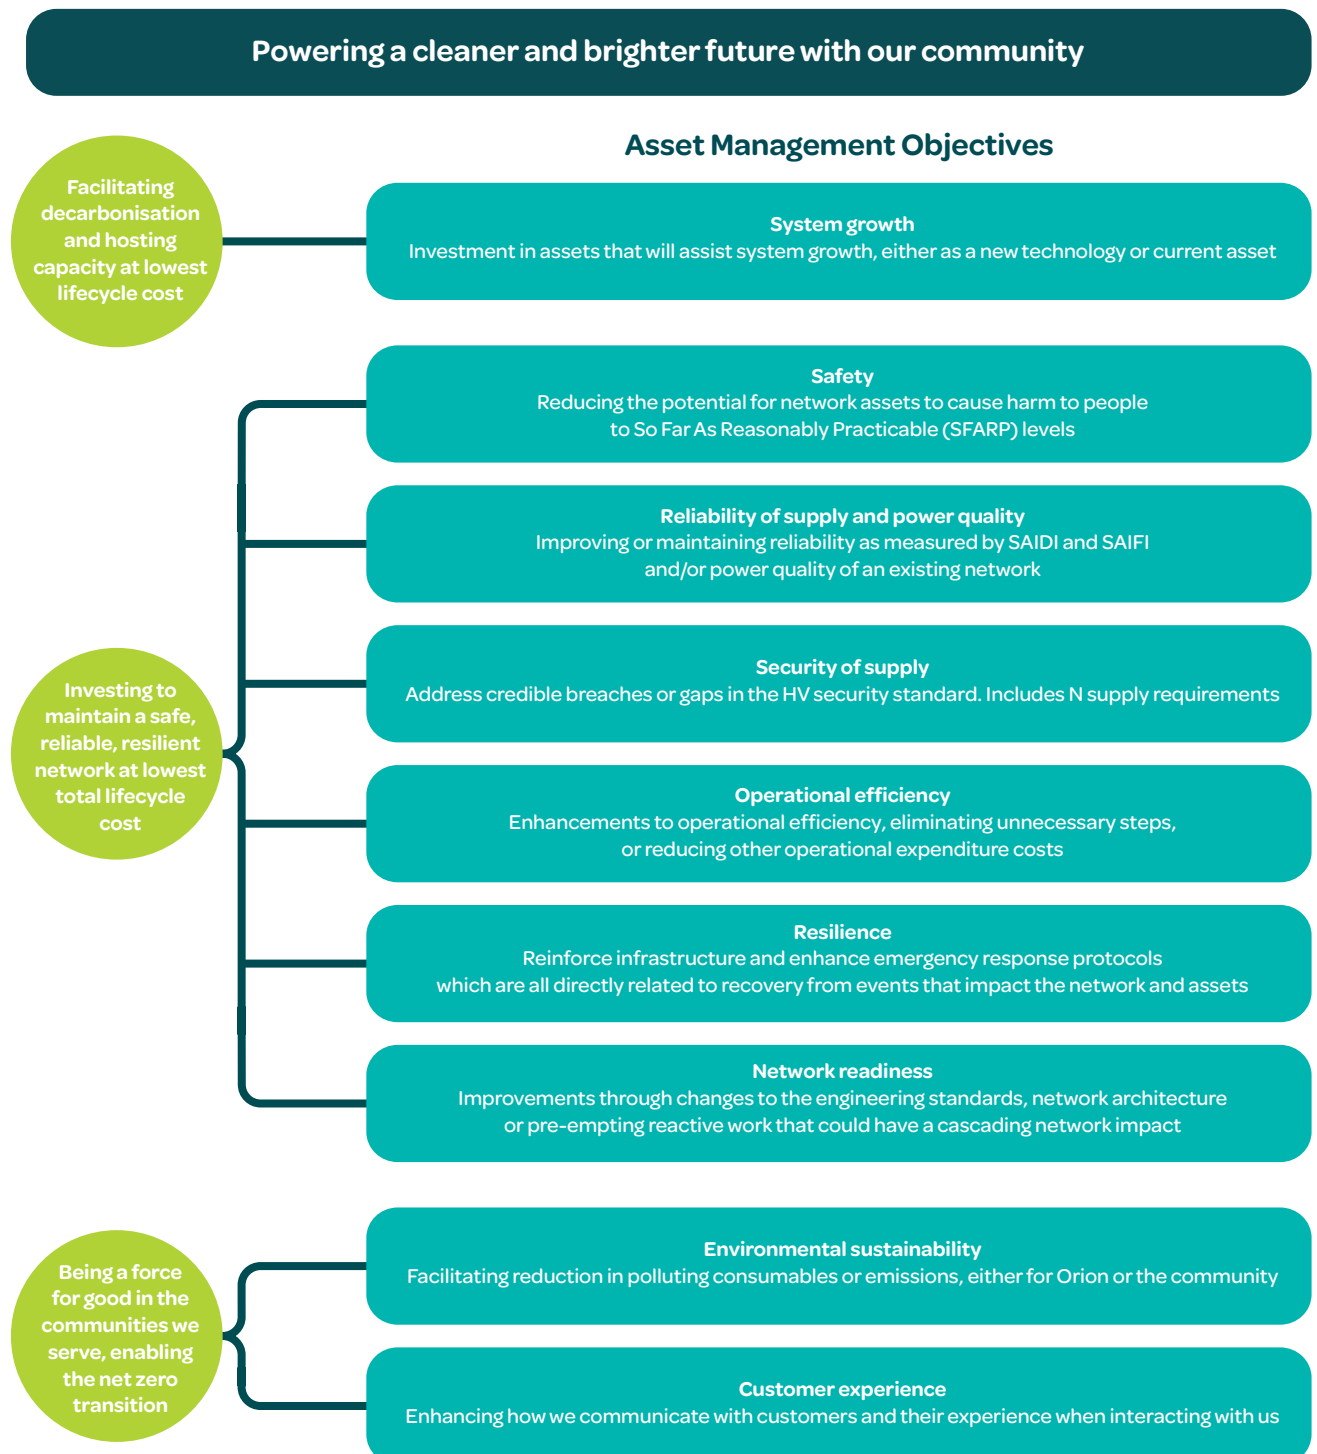 Powering a cleaner and brighter future with our community
Asset Management Objectives
Facilitating
decarbonisation
and hosting
capacity at lowest
lifecycle cost
System growth
Investment in assets that will assist system growth, either as a new technology or current asset
Investing to
maintain a safe,
reliable, resilient
network at lowest
total lifecycle
cost
Safety
Reducing the potential for network assets to cause harm to people
to So Far As Reasonably Practicable (SFARP) levels
Reliability of supply and power quality
Improving or maintaining reliability as measured by SAIDI and SAIFI
and/or power quality of an existing network
Security of supply
Address credible breaches or gaps in the HV security standard. Includes N supply requirements
Operational efficiency
Enhancements to operational efficiency, eliminating unnecessary steps,
or reducing other operational expenditure costs
Resilience
Reinforce infrastructure and enhance emergency response protocols
which are all directly related to recovery from events that impact the network and assets
Network readiness
Improvements through changes to the engineering standards, network architecture
or pre-empting reactive work that could have a cascading network impact
Being a force
for good in the
communities we
serve, enabling
the net zero
transition
Environmental sustainability
Facilitating reduction in polluting consumables or emissions, either for Orion or the community
Customer experience
Enhancing how we communicate with customers and their experience when interacting with us